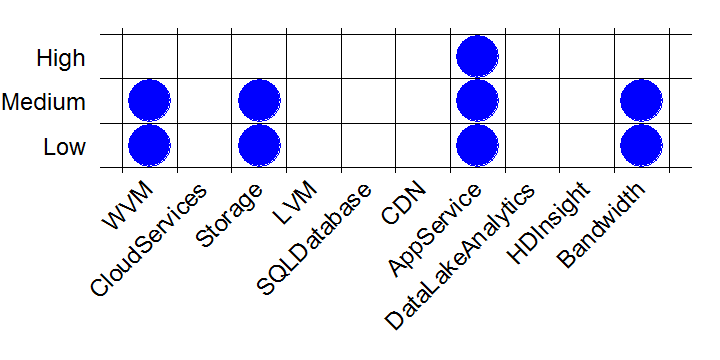 High
Medium
Low
WVM
CloudServices
Storage
LVM
SQLDatabase
CDN
AppService
DataLakeAnalytics
HDInsight
Bandwidth